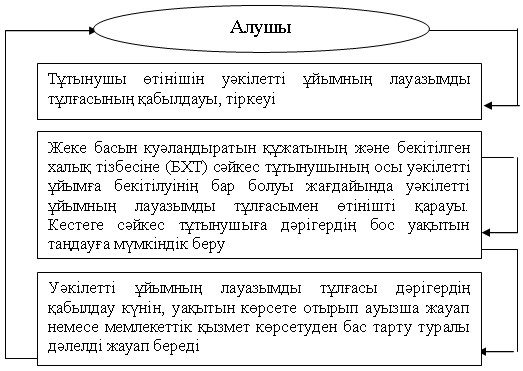 Алушы
Тұтынушы өтінішін уәкілетті ұйымның лауазымды
тұлғасының қабылдауы, тіркеуі
Жеке басын куәландыратын құжатының және бекітілген
халық тізбесіне (БХТ) сәйкес тұтынушының осы уәкілетті
ұйымға бекітілуінің бар болуы жағдайында уәкілетті
ұйымның лауазымды тұлғасымен өтінішті қарауы.
Кестеге сәйкес тұтынушыға дәрігердің бос уақытын
таңдауға мүмкіндік беру
Уәкілетті ұйымның лауазымды тұлғасы дәрігердің
қабылдау күнін, уақытын көрсете отырып ауызша жауап
немесе мемлекеттік қызмет көрсетуден бас тарту туралы
дәлелді жауап береді